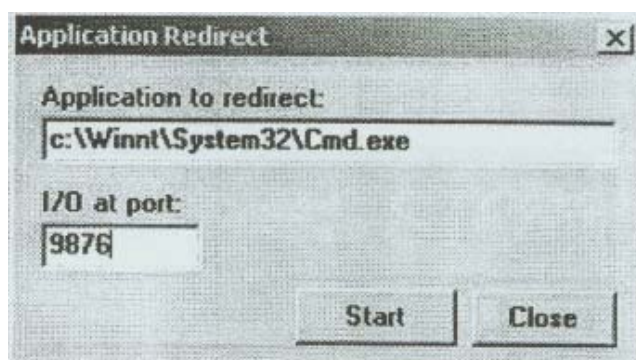 Application Redirect
Application to redirect:
c:\Winnt\System32\Cmd.exe
I/O at port:
9876
Start
Close